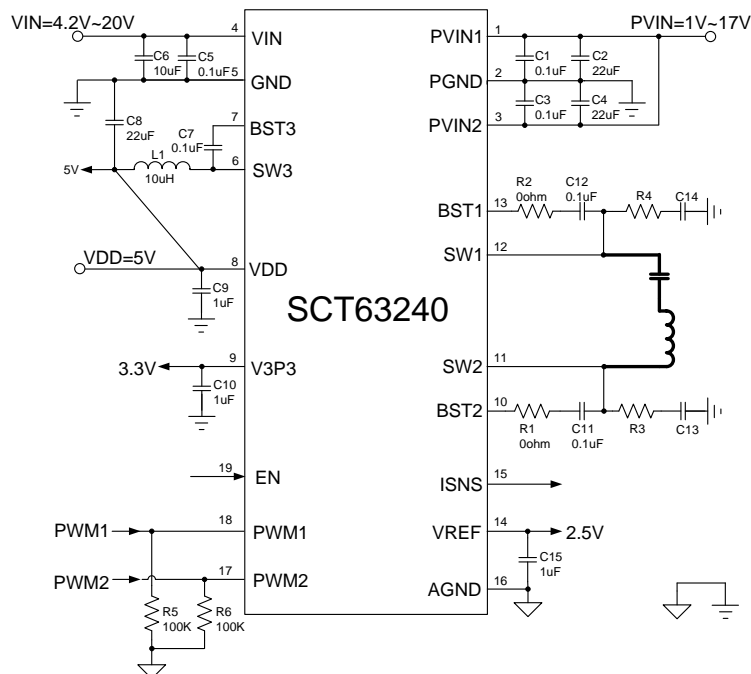 VIN=4.2V~20V
PVIN=1V~17V
4
VIN
PVIN1
1
C6
10uF
C5
0.1uF
C1
0.1uF
C2
22uF
5
GND
PGND
2
C8
22uF
7
BST3
C7
0.1uF
C3
0.1uF
C4
22uF
PVIN2
3
5V
L1
10uH
6
SW3
R2
0ohm
C12
0.1uF
R4
C14
BST1
13
SW1
12
VDD=5V
8
VDD
C9
1uF
SCT63240
3.3V
9
V3P3
C10
1uF
SW2
11
BST2
10
R1
0ohm
C11
0.1uF
R3
C13
19
EN
ISNS
15
PWM1
18
PWM1
VREF
14
2.5V
C15
1uF
PWM2
17
PWM2
AGND
16
R5
100K
R6
100K